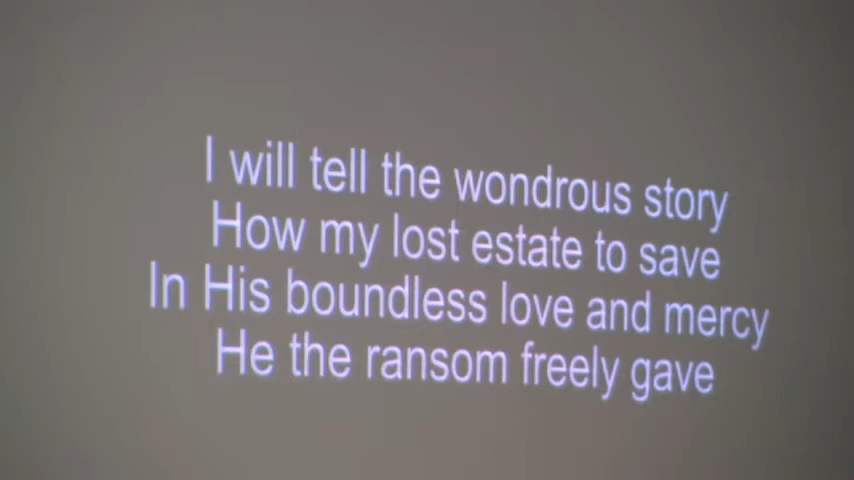 I will tell the wondrous story
How my lost estate to save
In His boundless love and mercy
He the ransom freely gave